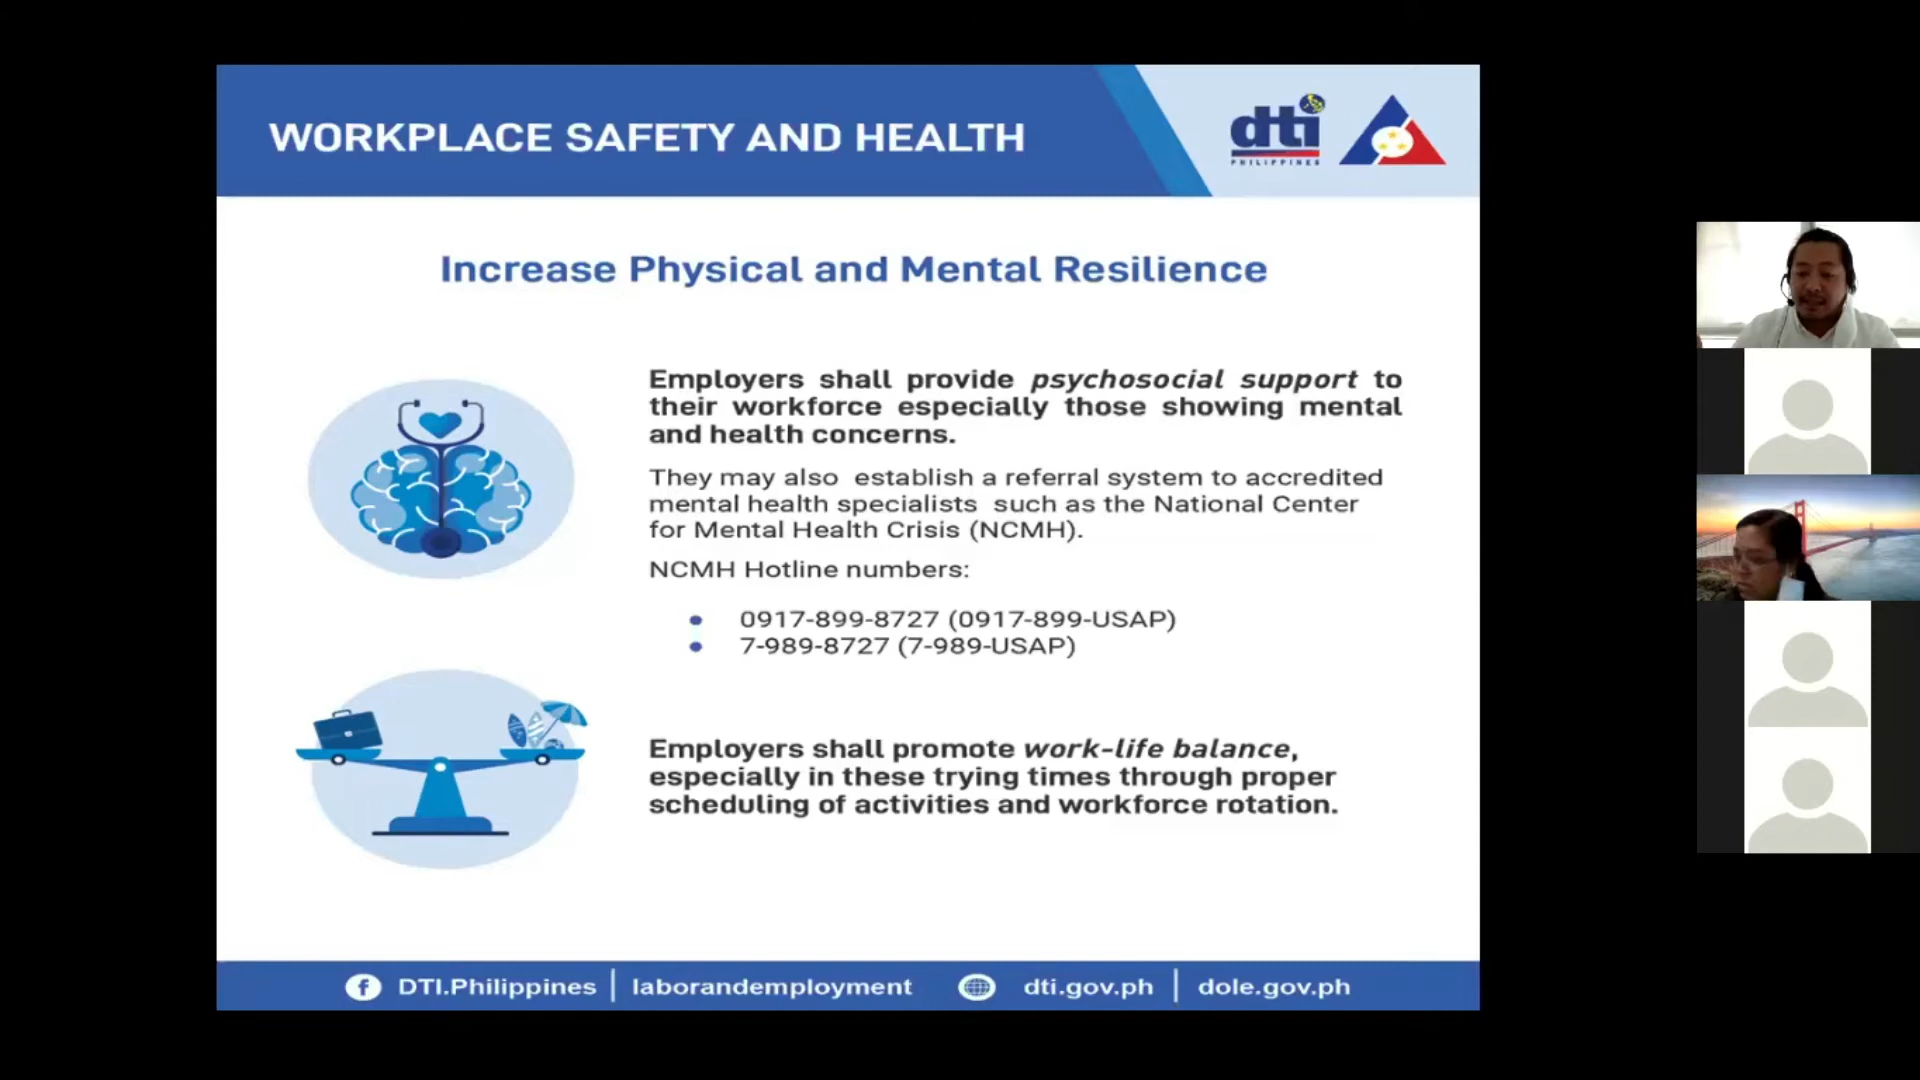 WORKPLACE SAFETY AND HEALTH
dti
PHILIPPINES
Increase Physical and Mental Resilience
Employers shall provide psychosocial support to
their workforce especially those showing mental
and health concerns.
They may also establish a referral system to accredited
mental health specialists such as the National Center
for Mental Health Crisis (NCMH).
NCMH Hotline numbers:
• 0917-899-8727 (0917-899-USAP)
• 7-989-8727 (7-989-USAP)
Employers shall promote work-life balance,
especially in these trying times through proper
scheduling of activities and workforce rotation.
f DTI.Philippines | laborandemployment dti.gov.ph | dole.gov.ph